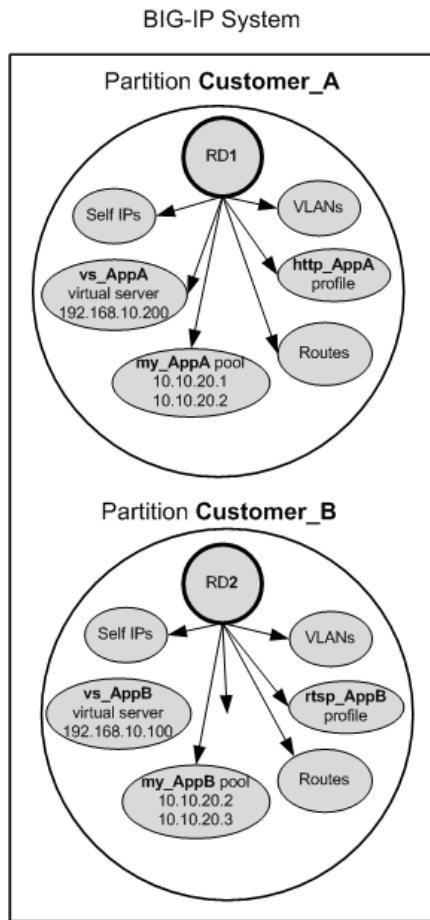 BIG-IP System
Partition Customer_A
RD1
Self IPs
VLANs
vs_AppA
virtual server
192.168.10.200
http_AppA
profile
my_AppA pool
10.10.20.1
10.10.20.2
Routes
Partition Customer_B
RD2
Self IPs
VLANs
vs_AppB
virtual server
192.168.10.100
rtsp_AppB
profile
my_AppB pool
10.10.20.2
10.10.20.3
Routes